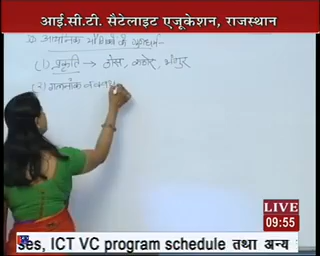 आई.सी.टी. सैटेलाइट एजूकेशन, राजस्थान
आयनिक यौगिकों के गुणधर्म-
(1) प्रकृति → ठोस, कठोर, भंगुर
(2) गलनांक व क्वथ
LIVE
09:55
ses, ICT VC program schedule तथा अन्य